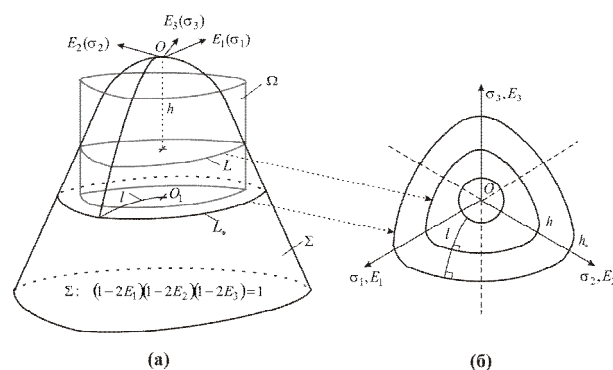 E₃(σ₃)
E₂(σ₂)
O
E₁(σ₁)
Ω
h
L
l
O₁
L*
Σ
Σ: (1−2E₁)(1−2E₂)(1−2E₃)=1
(а)
σ₃, E₃
O
l
h
h*
σ₁, E₁
σ₂, E₂
(б)